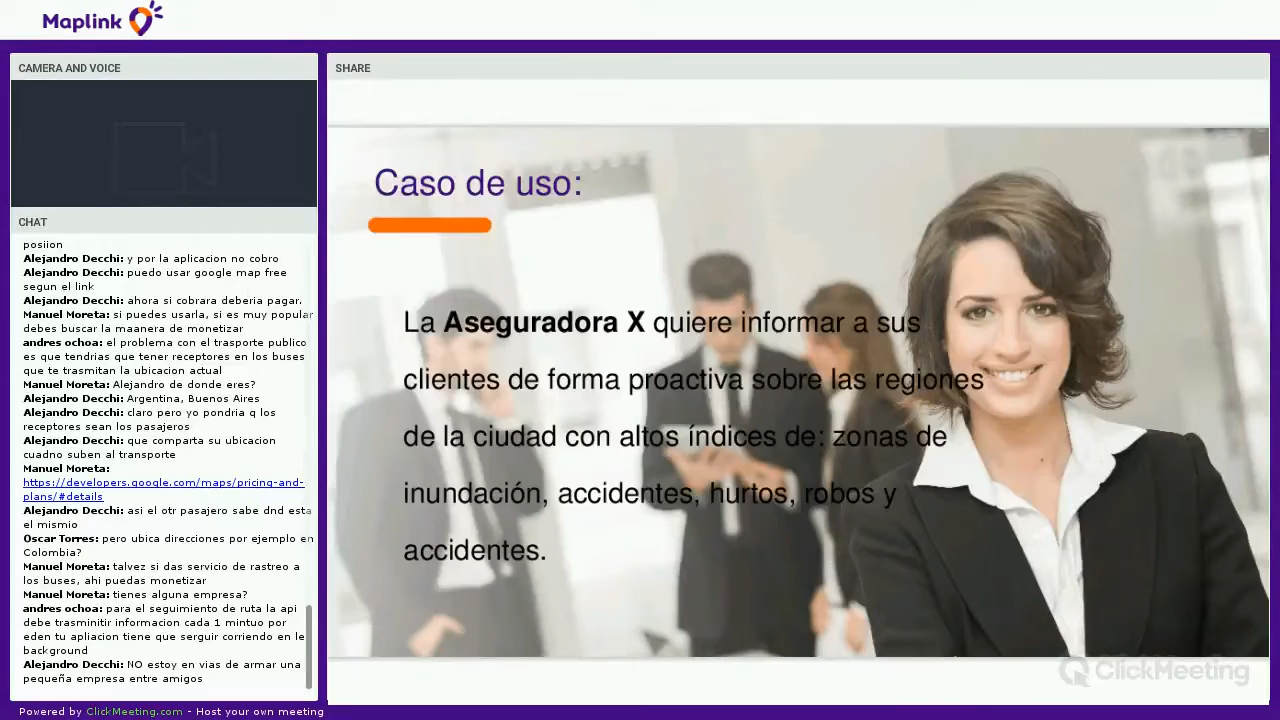 Maplink
CAMERA AND VOICE
CHAT
posiion
Alejandro Decchi: y por la aplicacion no cobro
Alejandro Decchi: puedo usar google map free
segun el link
Alejandro Decchi: ahora si cobrara deberia pagar.
Manuel Moreta: si puedes usarla, si es muy popular
debes buscar la maanera de monetizar
andres ochoa: el problema con el trasporte publico
es que tendrias que tener receptores en los buses
que te trasmitan la ubicacion actual
Manuel Moreta: Alejandro de donde eres?
Alejandro Decchi: Argentina, Buenos Aires
Alejandro Decchi: claro pero yo pondria q los
receptores sean los pasajeros
Alejandro Decchi: que comparta su ubicacion
cuadno suben al transporte
Manuel Moreta:
https://developers.google.com/maps/pricing-and-
plans/#details
Alejandro Decchi: asi el otr pasajero sabe dnd esta
el mismio
Oscar Torres: pero ubica direcciones por ejemplo en
Colombia?
Manuel Moreta: talvez si das servicio de rastreo a
los buses, ahi puedas monetizar
Manuel Moreta: tienes alguna empresa?
andres ochoa: para el seguimiento de ruta la api
debe trasminitir informacion cada 1 mintuo por
eden tu apliacion tiene que serguir corriendo en le
background
Alejandro Decchi: NO estoy en vias de armar una
pequeña empresa entre amigos
SHARE
Caso de uso:
La Aseguradora X quiere informar a sus
clientes de forma proactiva sobre las regiones
de la ciudad con altos índices de: zonas de
inundación, accidentes, hurtos, robos y
accidentes.
ClickMeeting
Powered by ClickMeeting.com - Host your own meeting